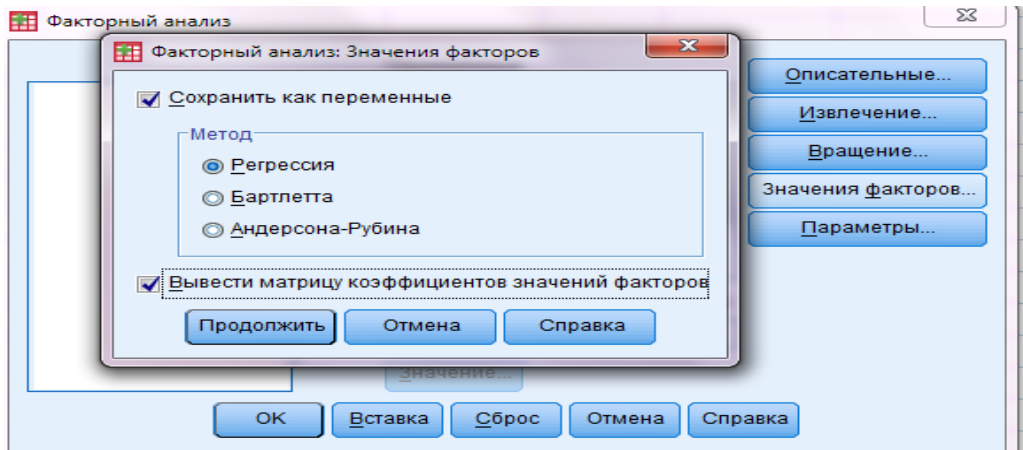 Факторный анализ
Факторный анализ: Значения факторов
Сохранить как переменные
Метод
Регрессия
Бартлетта
Андерсона-Рубина
Вывести матрицу коэффициентов значений факторов
Продолжить Отмена Справка
Описательные...
Извлечение...
Вращение...
Значения факторов...
Параметры...
Значение...
ОК Вставка Сброс Отмена Справка